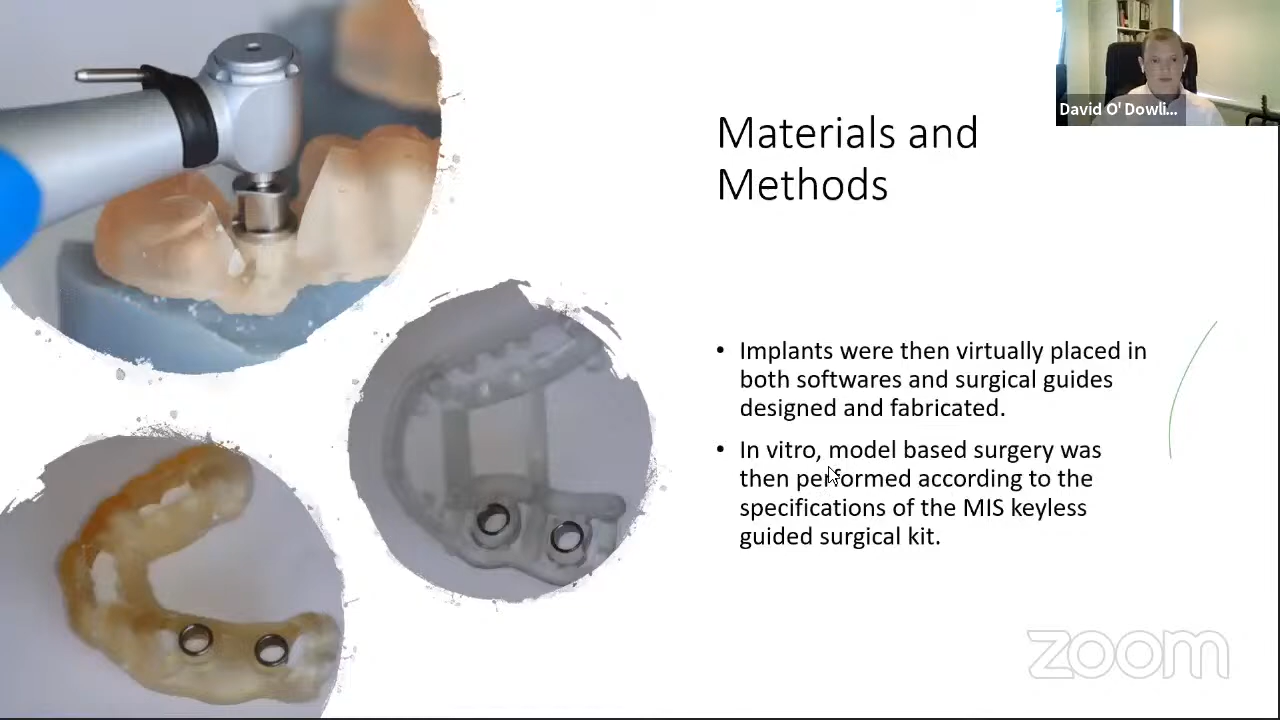 David O' Dowli...
Materials and
Methods
• Implants were then virtually placed in
both softwares and surgical guides
designed and fabricated.
• In vitro, model based surgery was
then performed according to the
specifications of the MIS keyless
guided surgical kit.
zoom